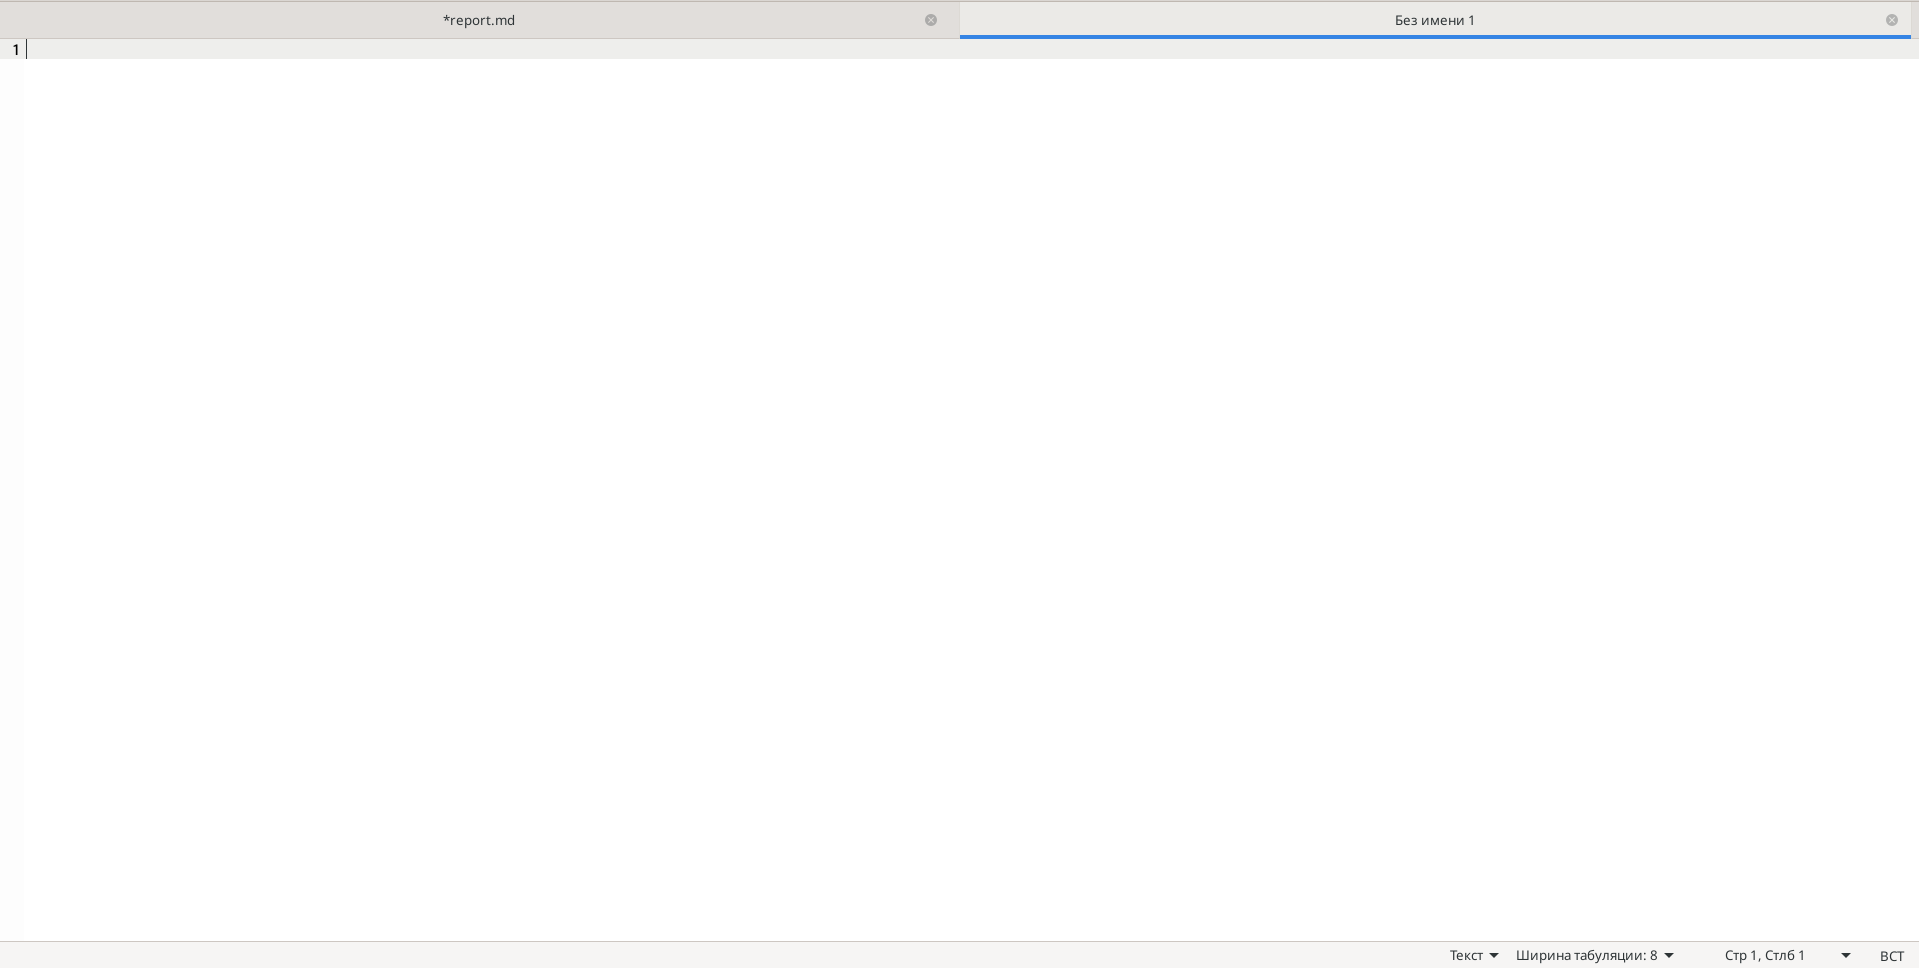 *report.md
Без имени 1
1
Текст
Ширина табуляции: 8
Стр 1, Стлб 1
ВСТ